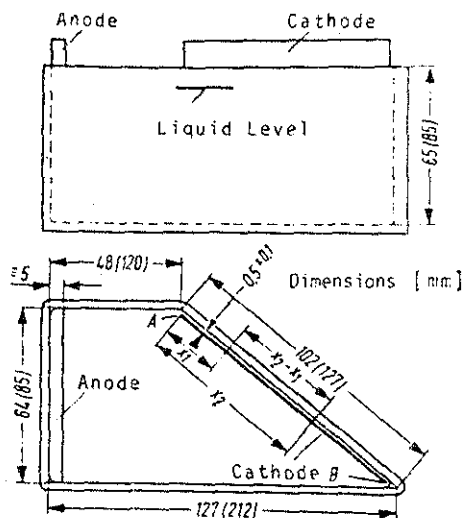 Anode
Cathode
Liquid Level
65(85)
48(120)
0,5±0,1
Dimensions [mm]
≡5
A
x₁
x₂-x₁
102(127)
x₂
64(85)
Anode
Cathode B
127(212)